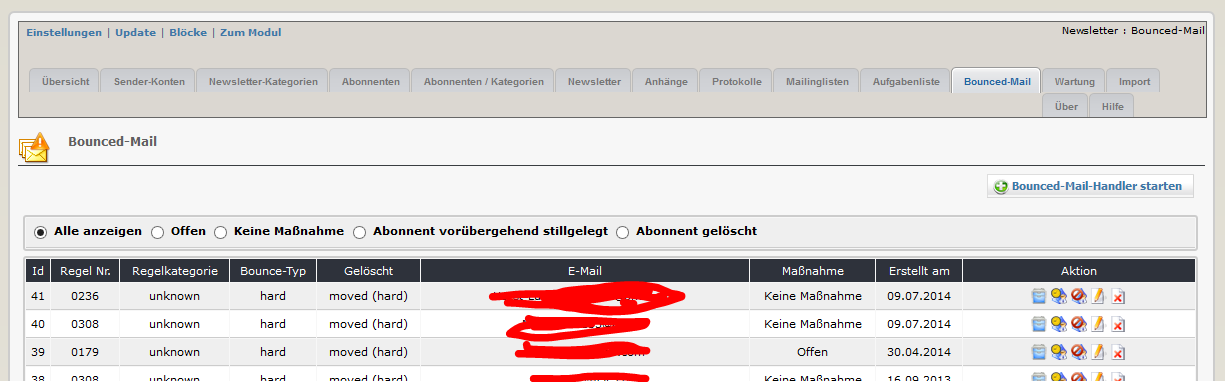 Einstellungen | Update | Blöcke | Zum Modul
Newsletter : Bounced-Mail
Übersicht Sender-Konten Newsletter-Kategorien Abonnenten Abonnenten / Kategorien Newsletter Anhänge Protokolle Mailinglisten Aufgabenliste Bounced-Mail Wartung Import
Über Hilfe
Bounced-Mail
Bounced-Mail-Handler starten
Alle anzeigen Offen Keine Maßnahme Abonnent vorübergehend stillgelegt Abonnent gelöscht
Id Regel Nr. Regelkategorie Bounce-Typ Gelöscht E-Mail Maßnahme Erstellt am Aktion
41 0236 unknown hard moved (hard) Keine Maßnahme 09.07.2014
40 0308 unknown hard moved (hard) Keine Maßnahme 09.07.2014
39 0179 unknown hard moved (hard) Offen 30.04.2014
38 0308 unknown hard moved (hard) Keine Maßnahme 16.09.2013